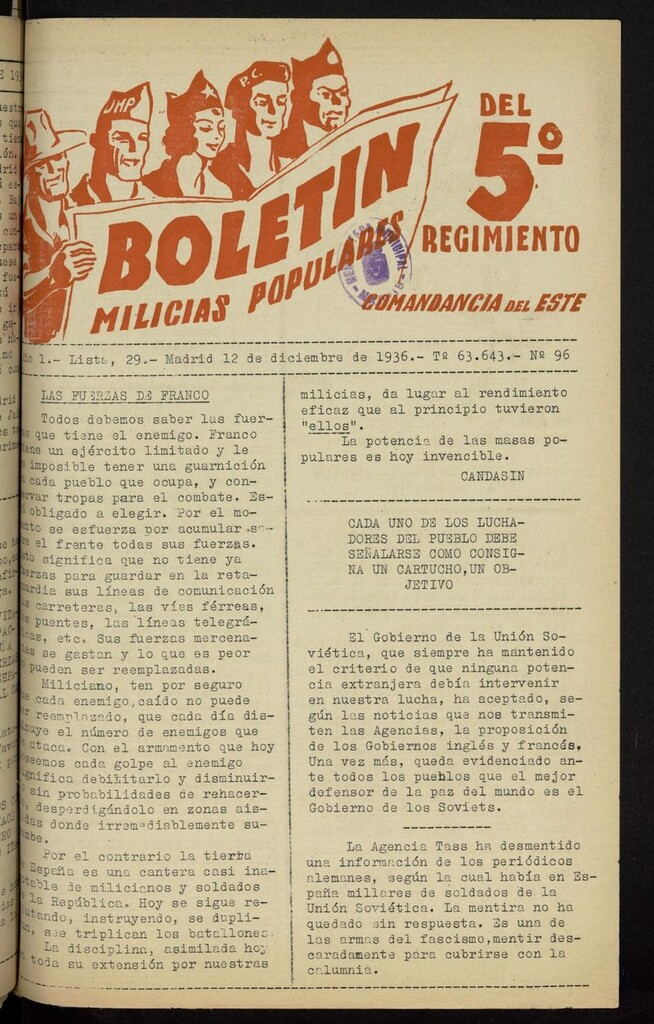 UHP
P.C.
BOLETIN
DEL
5º
REGIMIENTO
MILICIAS POPULARES
COMANDANCIA DEL ESTE
1.- Lista, 29.- Madrid 12 de diciembre de 1936.- Tº 63.643.- Nº 96
LAS FUERZAS DE FRANCO
Todos debemos saber las fuer-
que tiene el enemigo. Franco
un ejército limitado y le
imposible tener una guarnición
cada pueblo que ocupa, y con-
tropas para el combate. Es-
obligado a elegir. Por el mo-
se esfuerza por acumular so-
el frente todas sus fuerzas.
significa que no tiene ya
para guardar en la reta-
sus líneas de comunicación
carreteras, las vías férreas,
puentes, las líneas telegrá-
etc. Sus fuerzas mercena-
se gastan y lo que es peor
pueden ser reemplazadas.
Miliciano, ten por seguro
cada enemigo,caído no puede
reemplazado, que cada día dis-
el número de enemigos que
ataca. Con el armamento que hoy
cada golpe al enemigo
debilitarlo y disminuir-
sin probabilidades de rehacer-
desperdigándolo en zonas ais-
donde irremediablemente su-
Por el contrario la tierra
España es una cantera casi ina-
de milicianos y soldados
la República. Hoy se sigue re-
instruyendo, se dupli-
see triplican los batallones.
La disciplina, asimilada hoy
toda su extensión por nuestras
milicias, da lugar al rendimiento
eficaz que al principio tuvieron
"ellos".
La potencia de las masas po-
pulares es hoy invencible.
CANDASIN
CADA UNO DE LOS LUCHA-
DORES DEL PUEBLO DEBE
SEÑALARSE COMO CONSIG-
NA UN CARTUCHO,UN OB-
JETIVO
El Gobierno de la Unión So-
viética, que siempre ha mantenido
el criterio de que ninguna poten-
cia extranjera debía intervenir
en nuestra lucha, ha aceptado, se-
gún las noticias que nos transmi-
ten las Agencias, la proposición
de los Gobiernos inglés y francés.
Una vez más, queda evidenciado an-
te todos los pueblos que el mejor
defensor de la paz del mundo es el
Gobierno de los Soviets.
La Agencia Tass ha desmentido
una información de los periódicos
alemanes, según la cual había en Es-
paña millares de soldados de la
Unión Soviética. La mentira no ha
quedado sin respuesta. Es una de
las armas del fascismo,mentir des-
caradamente para cubrirse con la
calumnia.